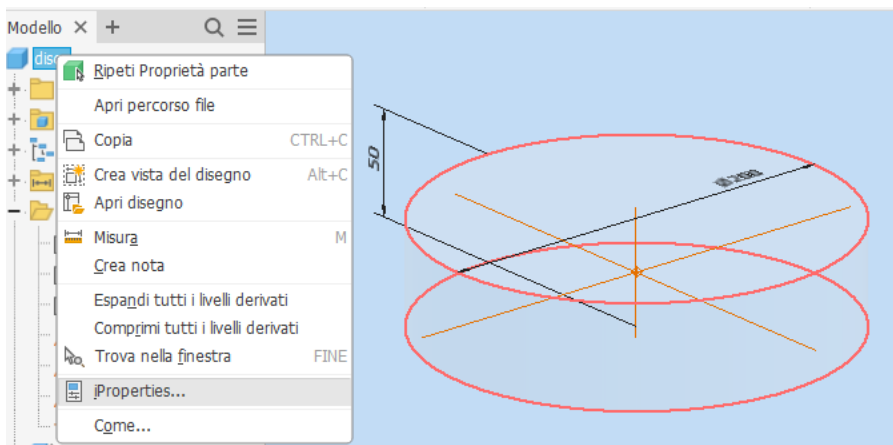 Modello
Ripeti Proprietà parte
Apri percorso file
Copia CTRL+C
Crea vista del disegno Alt+C
Apri disegno
Misura M
Crea nota
Espandi tutti i livelli derivati
Comprimi tutti i livelli derivati
Trova nella finestra FINE
iProperties...
Come...
50